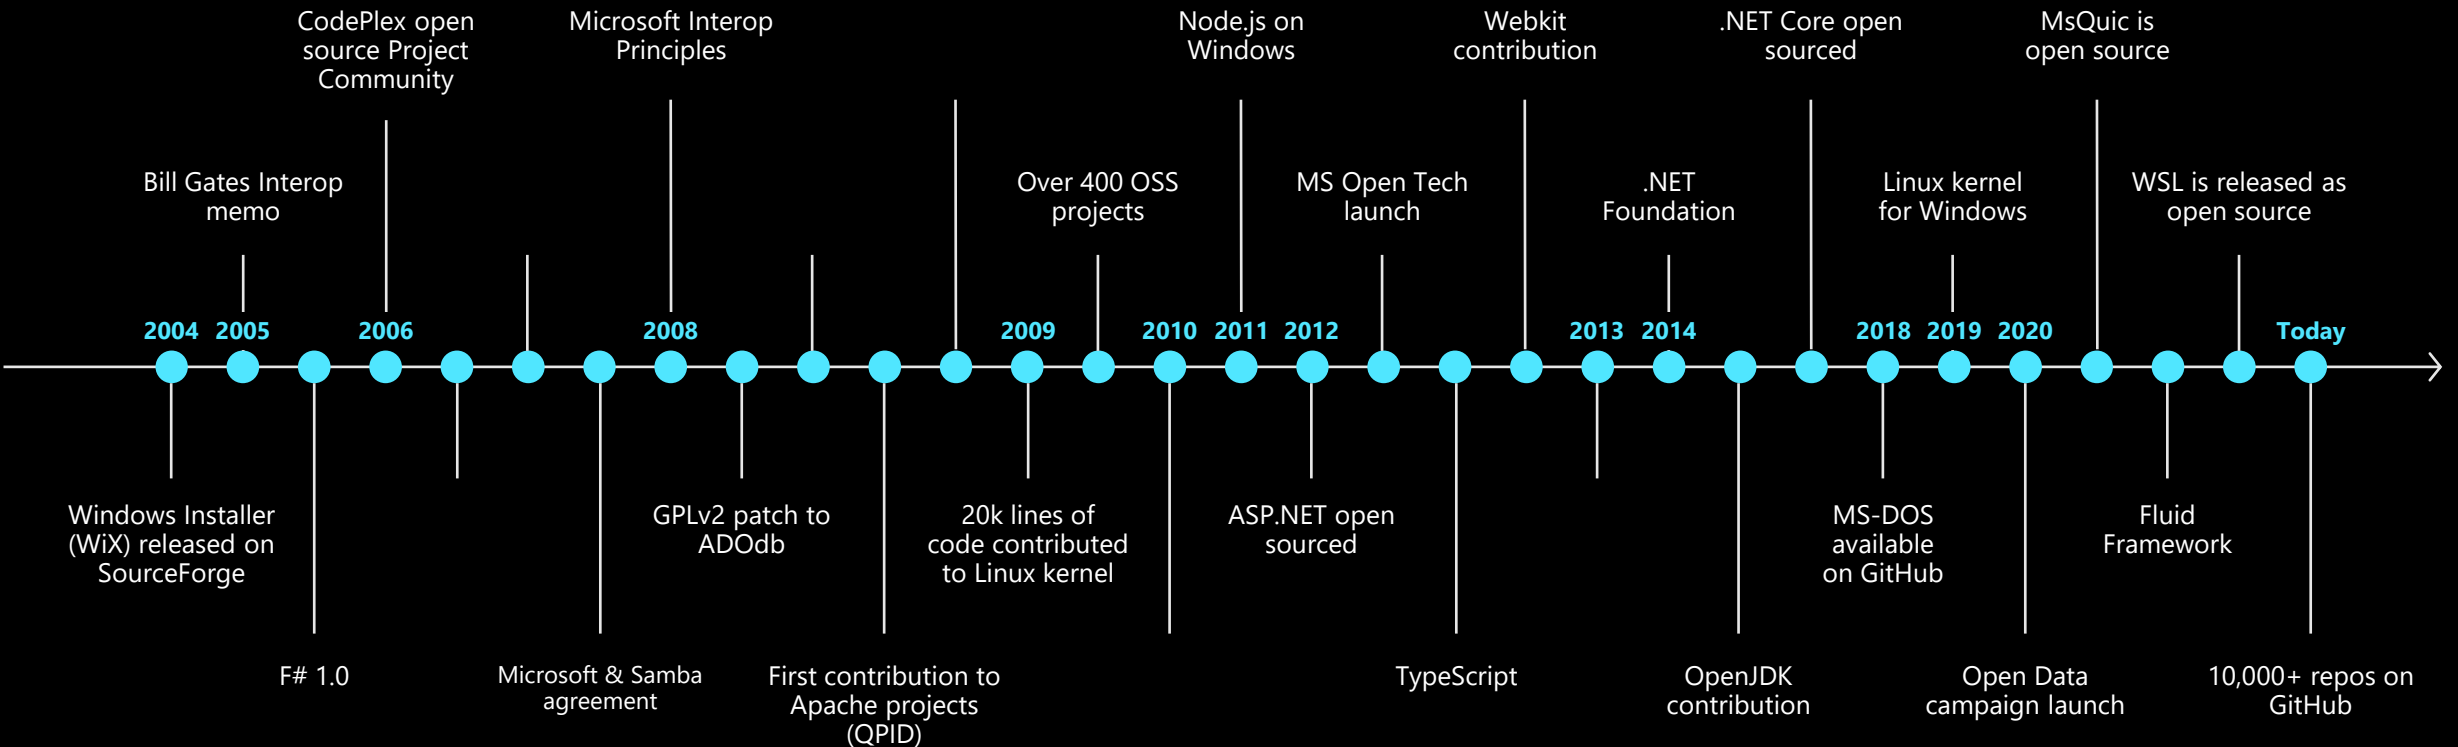 CodePlex open
source Project
Community
Microsoft Interop
Principles
Node.js on
Windows
Webkit
contribution
.NET Core open
sourced
MsQuic is
open source
Bill Gates Interop
memo
Over 400 OSS
projects
MS Open Tech
launch
.NET
Foundation
Linux kernel
for Windows
WSL is released as
open source
2004
2005
2006
2008
2009
2010
2011
2012
2013
2014
2018
2019
2020
Today
Windows Installer
(WiX) released on
SourceForge
GPLv2 patch to
ADOdb
20k lines of
code contributed
to Linux kernel
ASP.NET open
sourced
MS-DOS
available
on GitHub
Fluid
Framework
F# 1.0
Microsoft & Samba
agreement
First contribution to
Apache projects
(QPID)
TypeScript
OpenJDK
contribution
Open Data
campaign launch
10,000+ repos on
GitHub